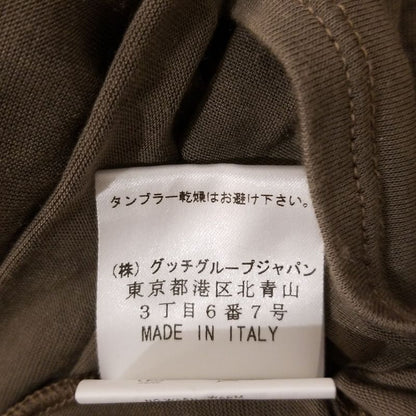 タンブラー乾燥はお避け下さい。
(株) グッチグループジャパン
東京都港区北青山
3丁目6番7号
MADE IN ITALY